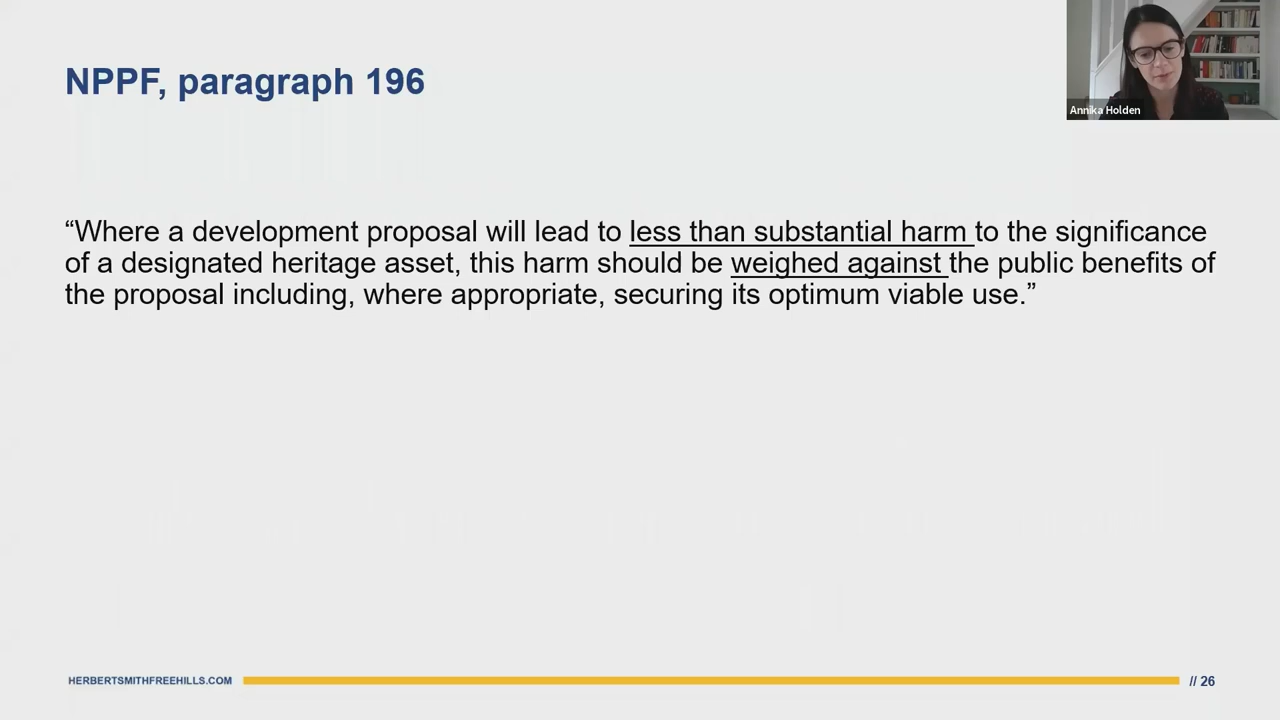 NPPF, paragraph 196
Annika Holden
“Where a development proposal will lead to less than substantial harm to the significance
of a designated heritage asset, this harm should be weighed against the public benefits of
the proposal including, where appropriate, securing its optimum viable use.”
HERBERTSMITHFREEHILLS.COM
// 26